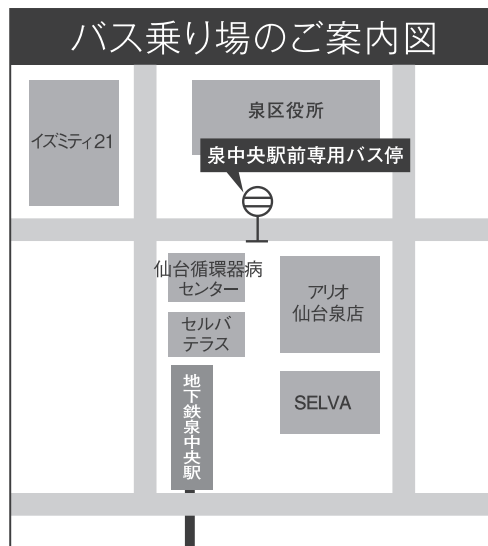 バス乗り場のご案内図
泉区役所
イズミティ21
泉中央駅前専用バス停
仙台循環器病
センター
アリオ
仙台泉店
セルバ
テラス
地下鉄泉中央駅
SELVA